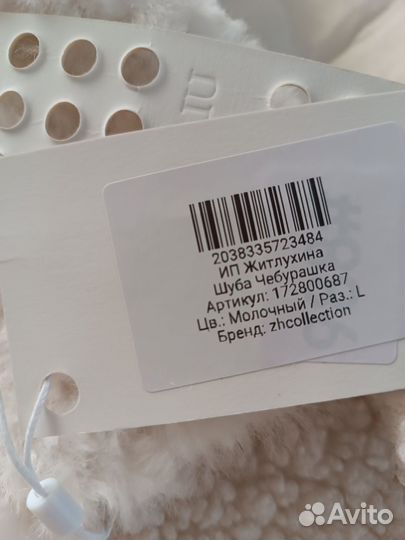 2038335723484
ИП Житлухина
Шуба Чебурашка
Артикул: 172800687
Цв.: Молочный / Раз.: L
Бренд: zhcollection
Avito